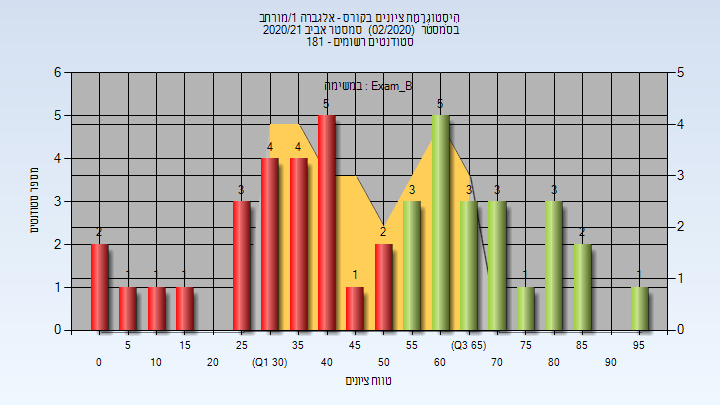 היסטוגרמת ציונים בקורס - אלגברה 1/מורחב
בסמסטר (02/2020) סמסטר אביב 2020/21
סטודנטים רשומים - 181
במשימה : Exam_B
מספר סטודנטים
6 5 4 3 2 1 0
5 4 3 2 1 0
2 1 1 1 3 4 4 5 1 2 3 5 3 3 1 3 2 1
5 15 25 35 45 55 (Q3 65) 75 85 95
0 10 20 (Q1 30) 40 50 60 70 80 90
טווח ציונים